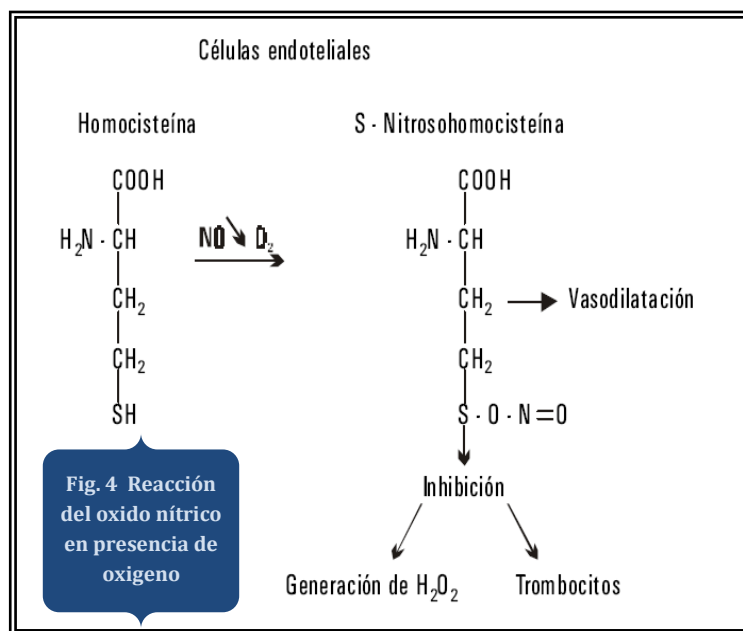 Células endoteliales
Homocisteína
S - Nitrosohomocisteína
COOH
H₂N - CH
CH₂
CH₂
SH
NO O₂
COOH
H₂N - CH
CH₂
Vasodilatación
CH₂
S - O - N=O
Inhibición
Generación de H₂O₂
Trombocitos
Fig. 4 Reacción
del oxido nítrico
en presencia de
oxigeno